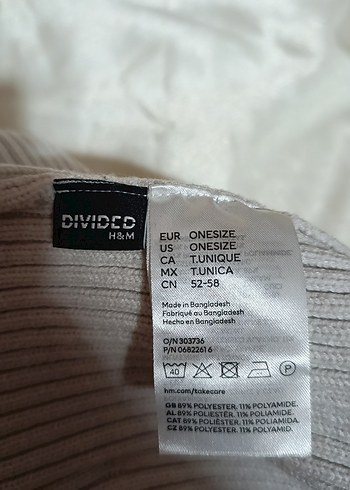 DIVIDED
H&M
EUR ONESIZE
US ONESIZE
CA T.UNIQUE
MX T.UNICA
CN 52-58
Made in Bangladesh
Fabriqué au Bangladesh
Hecho en Bangladesh
O/N 303736
P/N 06822616
40 P
hm.com/takecare
GB 89% POLYESTER. 11% POLYAMIDE.
AL 89% POLIESTER. 11% POLIAMIDE.
CAT 89% POLIÈSTER. 11% POLIAMIDA.
CZ 89% POLYESTER. 11% POLYAMID.